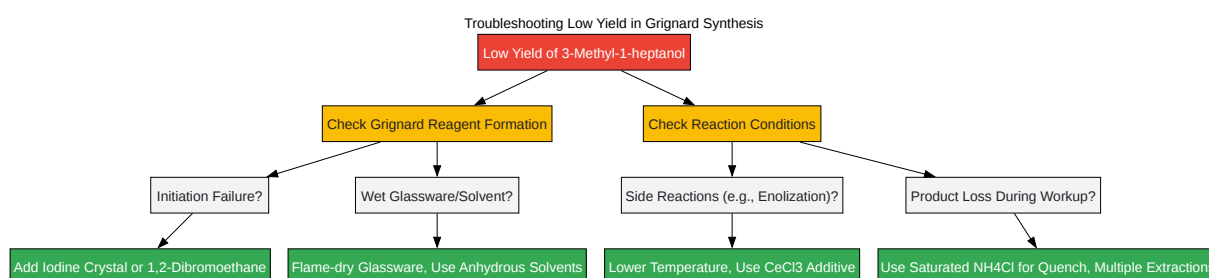 Troubleshooting Low Yield in Grignard Synthesis
Low Yield of 3-Methyl-1-heptanol
Check Grignard Reagent Formation
Check Reaction Conditions
Initiation Failure?
Wet Glassware/Solvent?
Side Reactions (e.g., Enolization)?
Product Loss During Workup?
Add Iodine Crystal or 1,2-Dibromoethane
Flame-dry Glassware, Use Anhydrous Solvents
Lower Temperature, Use CeCl3 Additive
Use Saturated NH4Cl for Quench, Multiple Extraction